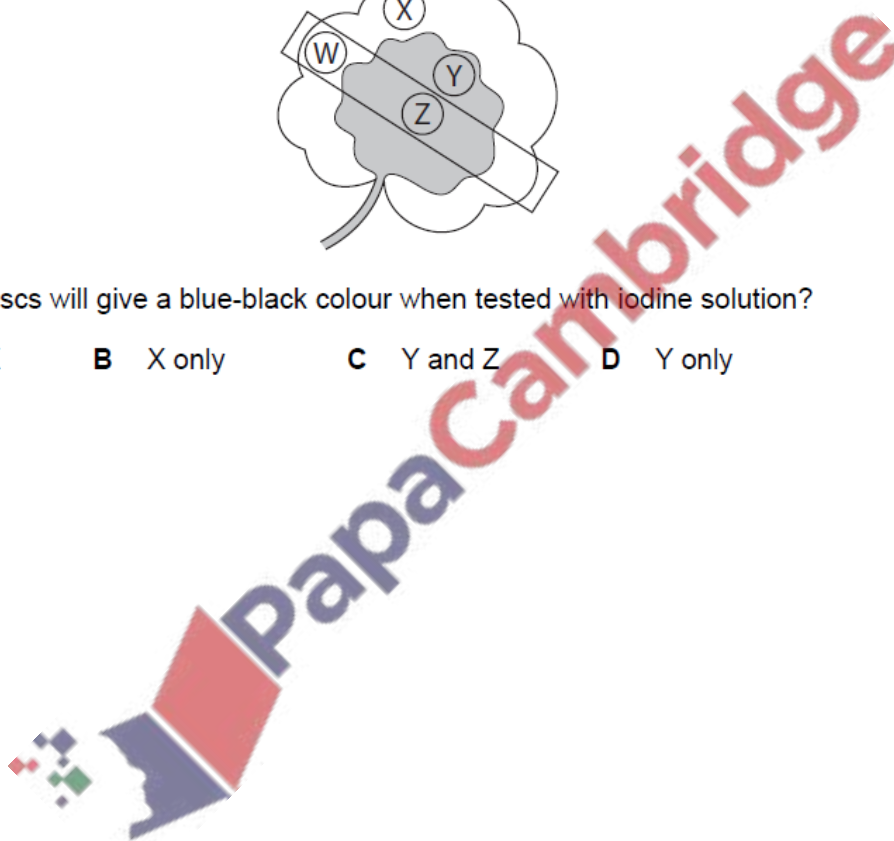 X
W
Y
Z
scs will give a blue-black colour when tested with iodine solution?
B X only C Y and Z D Y only
PapaCambridge